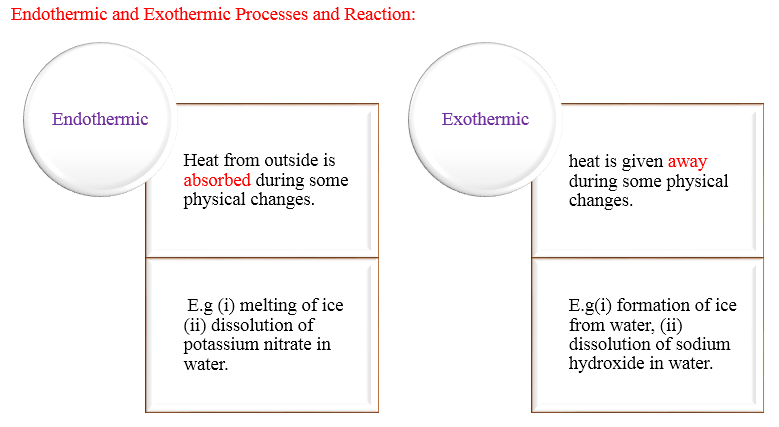 Endothermic and Exothermic Processes and Reaction:
Endothermic
Heat from outside is
absorbed during some
physical changes.
E.g (i) melting of ice
(ii) dissolution of
potassium nitrate in
water.
Exothermic
heat is given away
during some physical
changes.
E.g(i) formation of ice
from water, (ii)
dissolution of sodium
hydroxide in water.